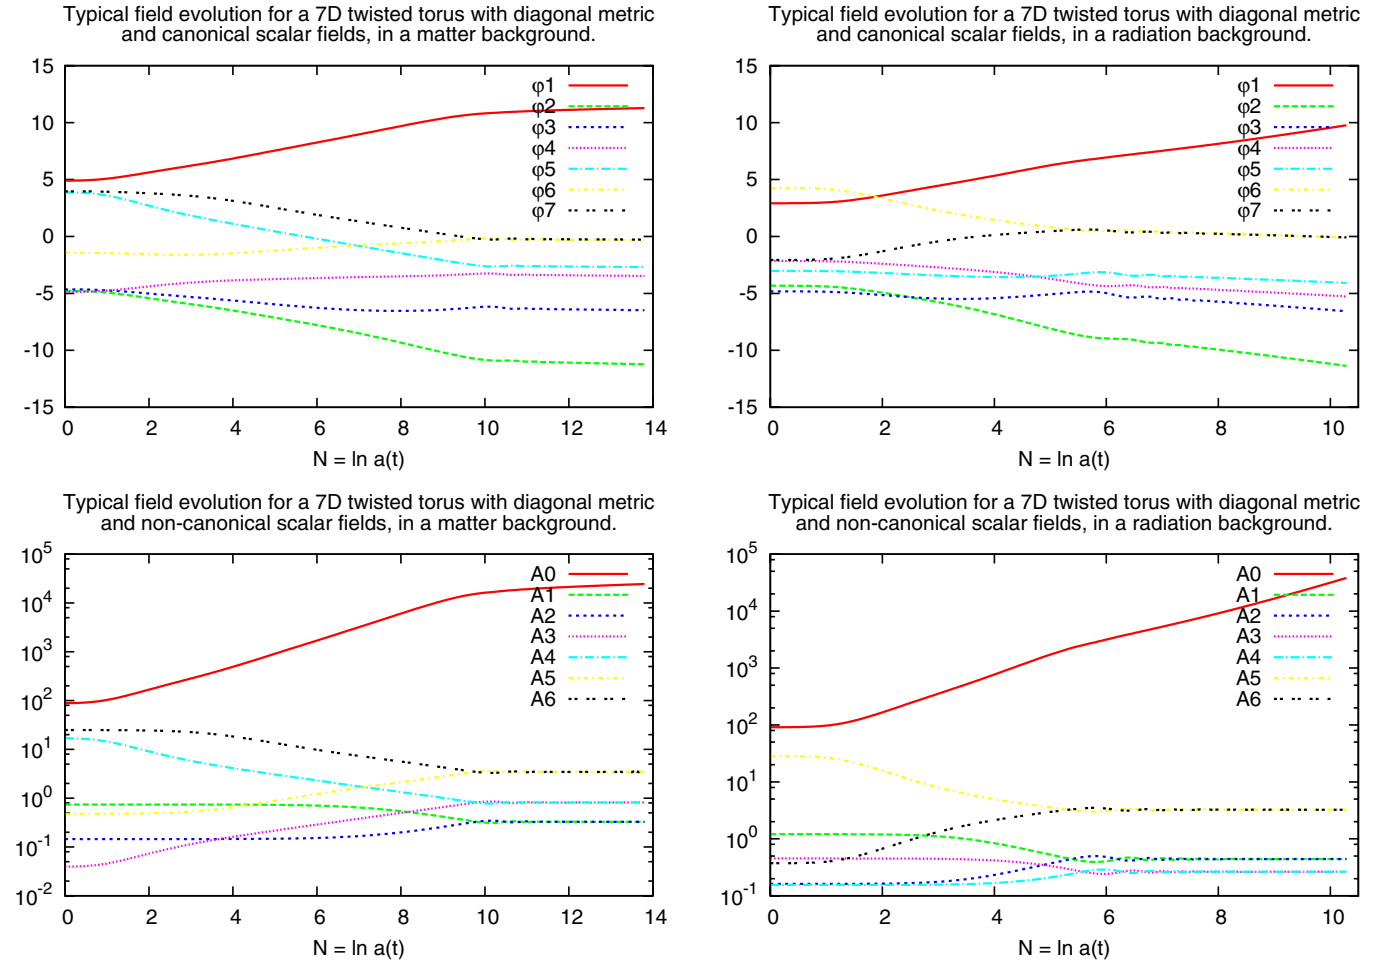 Typical field evolution for a 7D twisted torus with diagonal metric
and canonical scalar fields, in a matter background.
15
10
5
0
-5
-10
-15
φ1
φ2
φ3
φ4
φ5
φ6
φ7
0 2 4 6 8 10 12 14
N = ln a(t)
Typical field evolution for a 7D twisted torus with diagonal metric
and canonical scalar fields, in a radiation background.
15
10
5
0
-5
-10
-15
φ1
φ2
φ3
φ4
φ5
φ6
φ7
0 2 4 6 8 10
N = ln a(t)
Typical field evolution for a 7D twisted torus with diagonal metric
and non-canonical scalar fields, in a matter background.
10^5
10^4
10^3
10^2
10^1
10^0
10^-1
10^-2
A0
A1
A2
A3
A4
A5
A6
0 2 4 6 8 10 12 14
N = ln a(t)
Typical field evolution for a 7D twisted torus with diagonal metric
and non-canonical scalar fields, in a radiation background.
10^5
10^4
10^3
10^2
10^1
10^0
10^-1
A0
A1
A2
A3
A4
A5
A6
0 2 4 6 8 10
N = ln a(t)